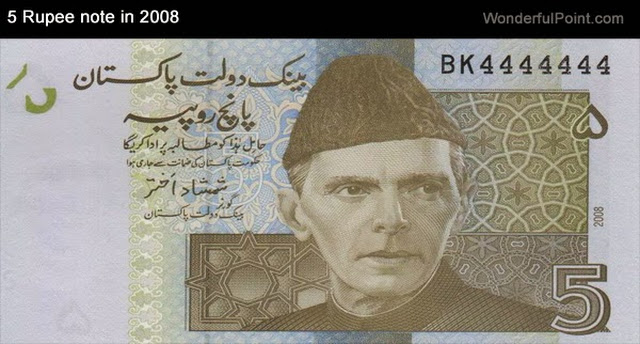 5 Rupee note in 2008
WonderfulPoint.com
بینک دولت پاکستان
BK4444444
پانچ روپیہ
۵
حامل ہٰذا کو مطالبہ پر ادا کریگا
حکومت پاکستان کی ضمانت سے جاری ہوا
شمشاد اختر
گورنر
بینک دولت پاکستان
2008
5
۵